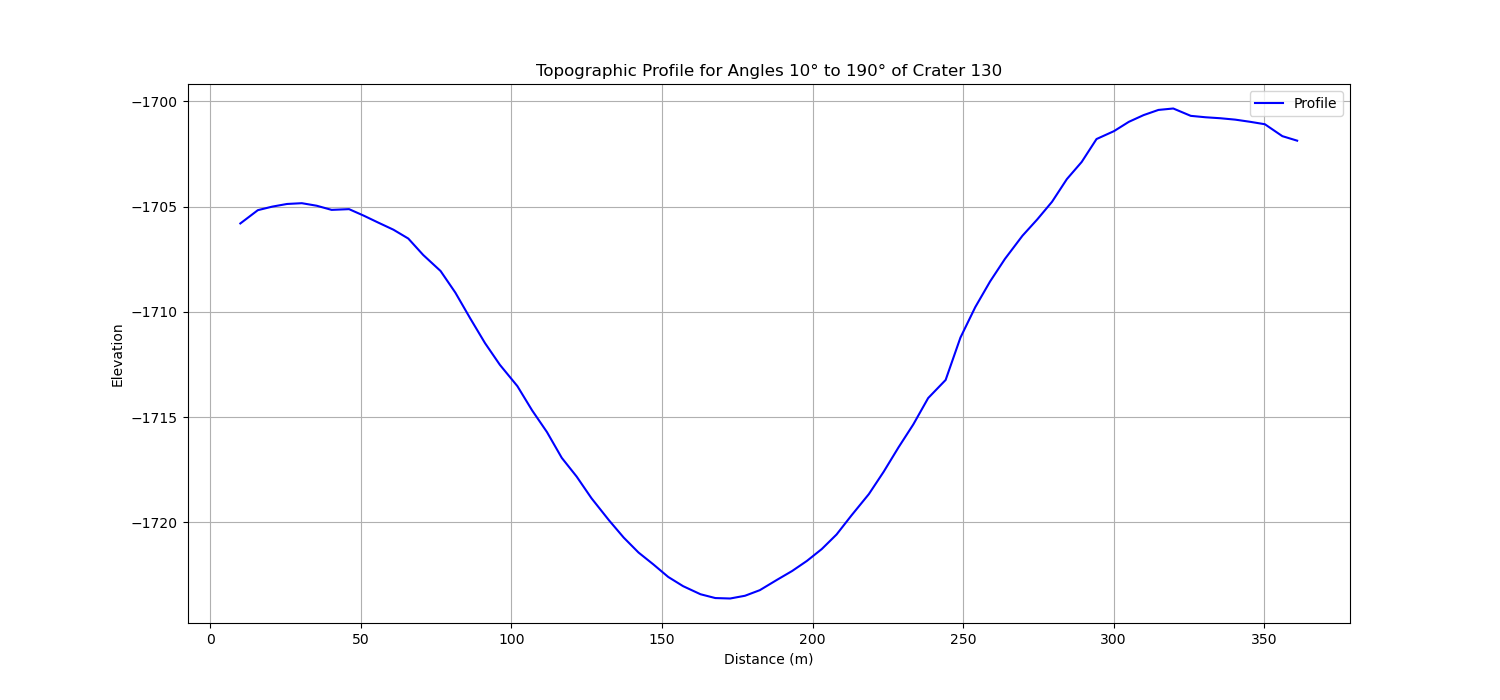 Topographic Profile for Angles 10° to 190° of Crater 130
Profile
−1700
−1705
−1710
−1715
−1720
Elevation
0 50 100 150 200 250 300 350
Distance (m)